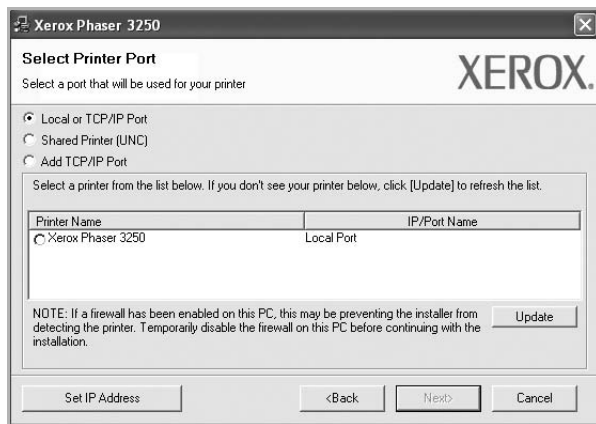 Xerox Phaser 3250
Select Printer Port
Select a port that will be used for your printer
XEROX.
Local or TCP/IP Port
Shared Printer (UNC)
Add TCP/IP Port
Select a printer from the list below. If you don't see your printer below, click [Update] to refresh the list.
Printer Name IP/Port Name
Xerox Phaser 3250 Local Port
NOTE: If a firewall has been enabled on this PC, this may be preventing the installer from
detecting the printer. Temporarily disable the firewall on this PC before continuing with the
installation.
Update
Set IP Address <Back Next> Cancel